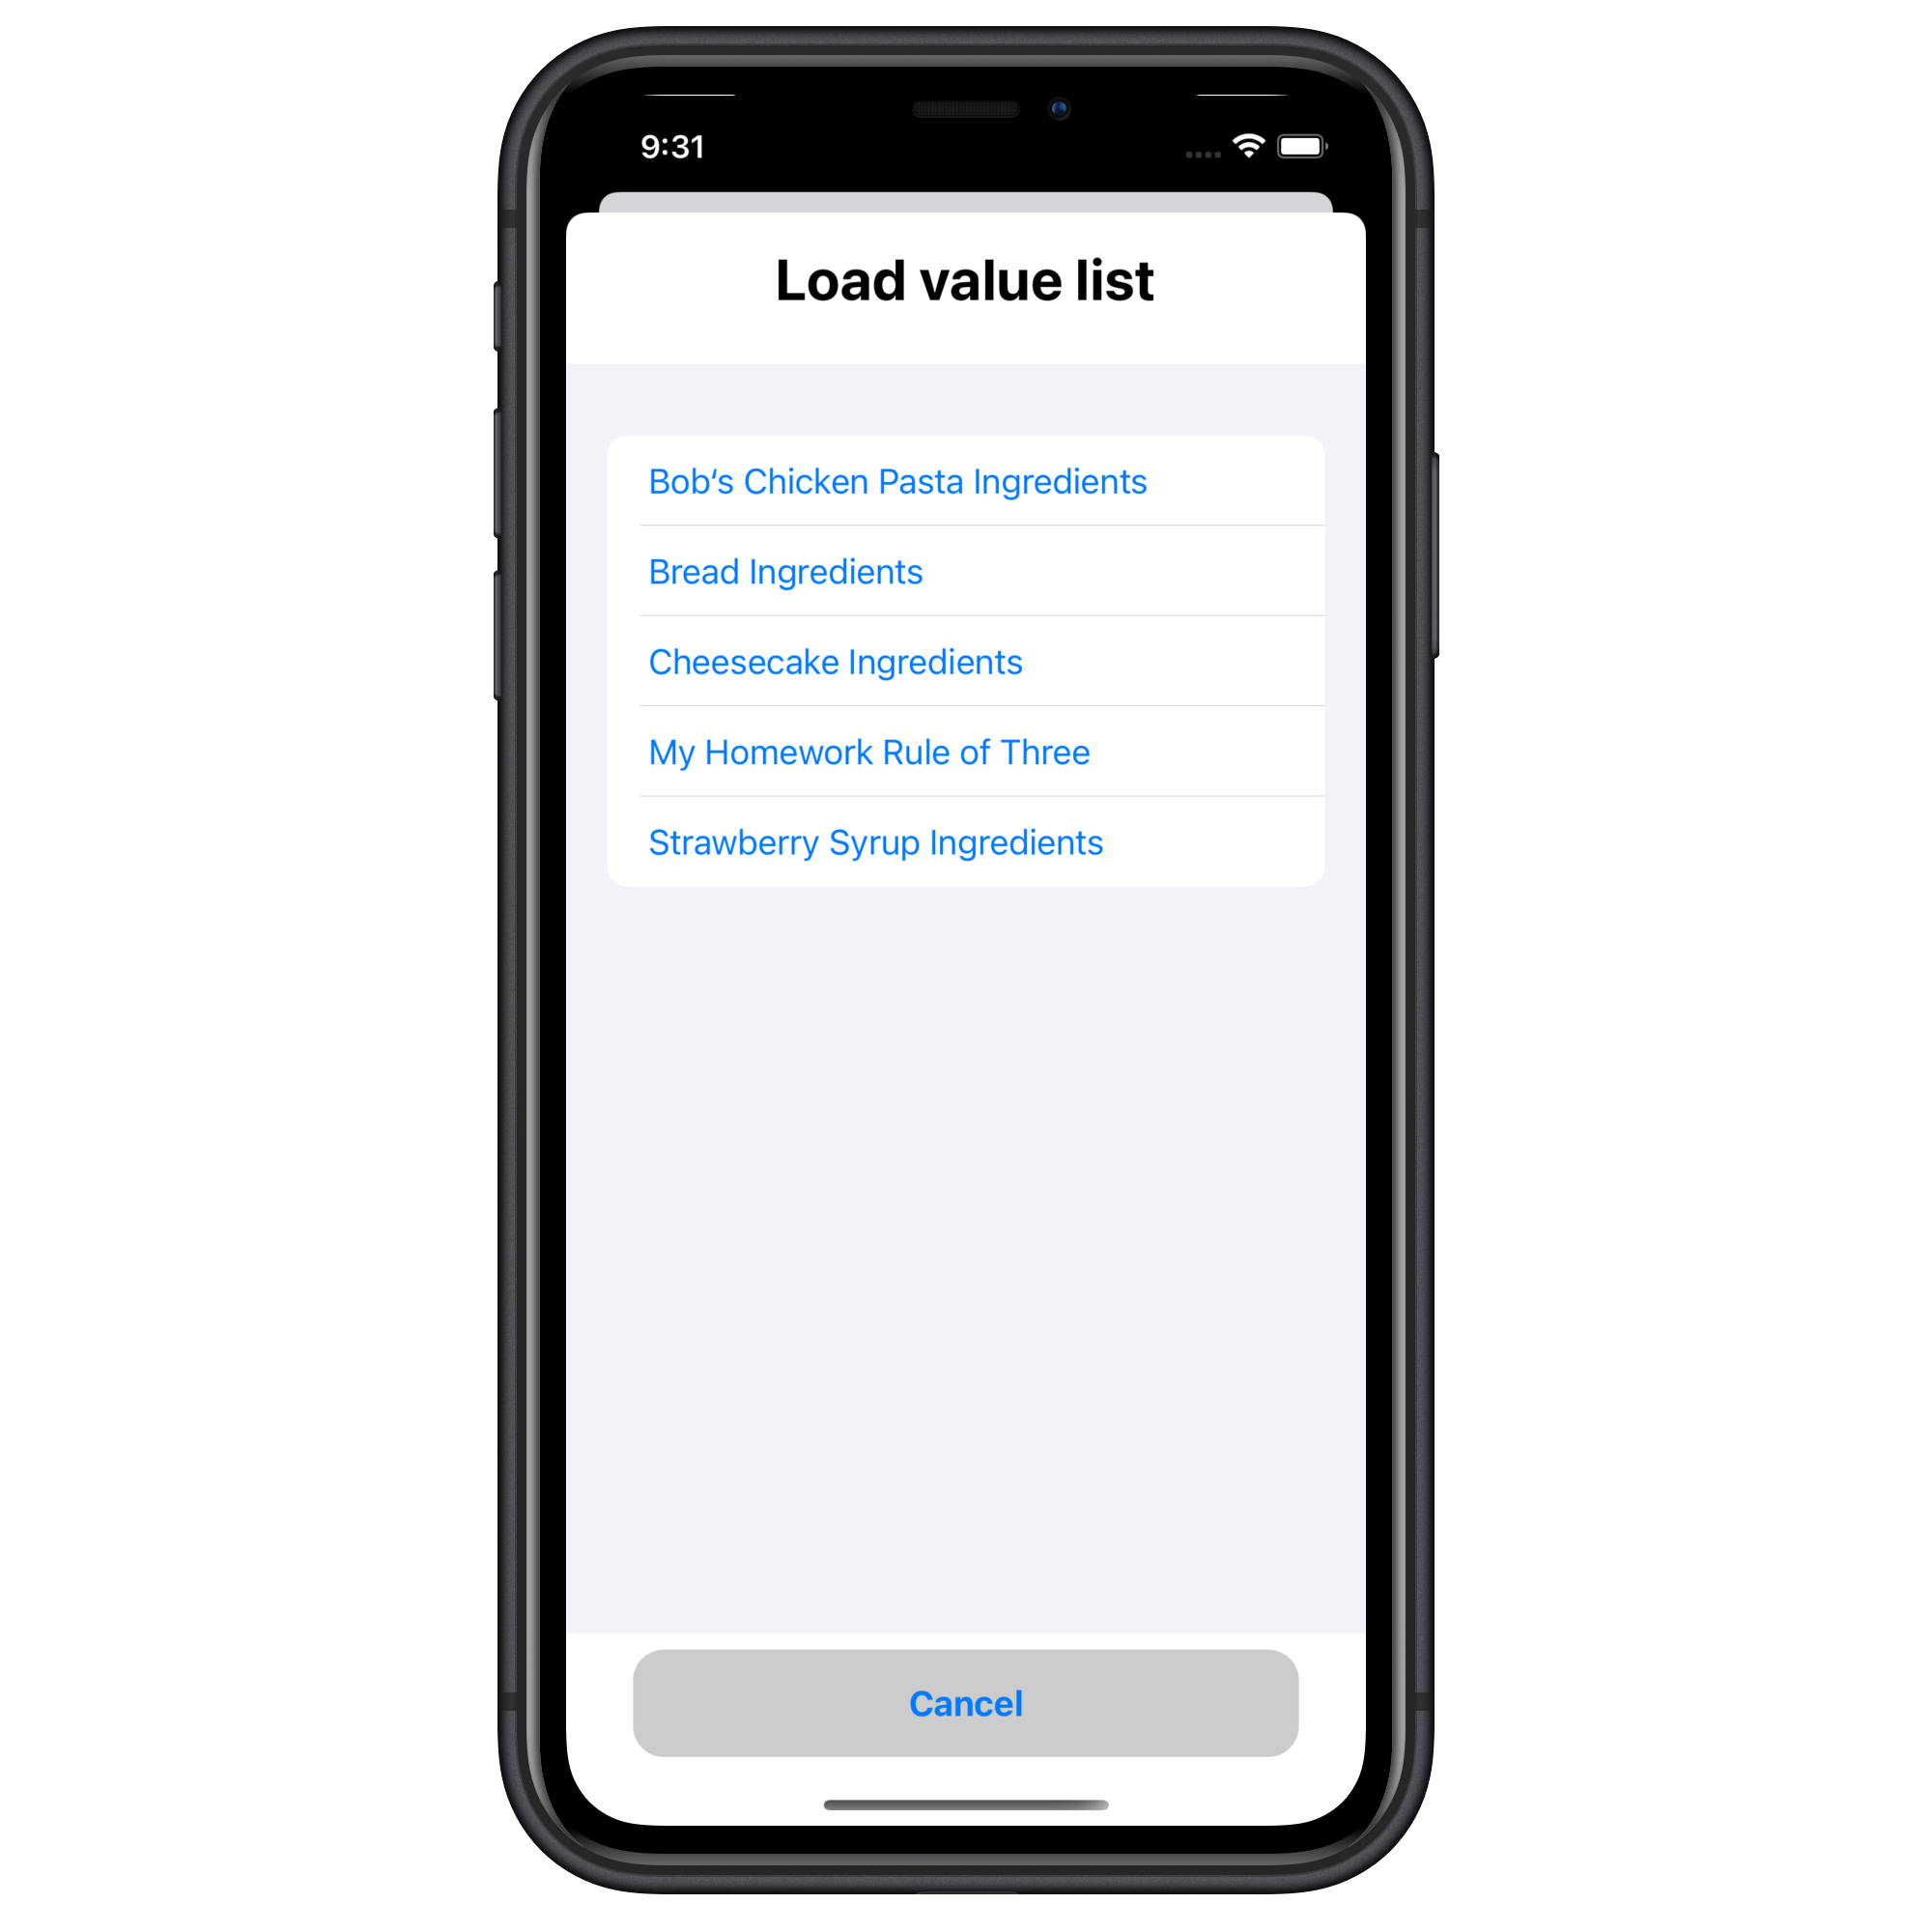 9:31
Load value list
Bob‘s Chicken Pasta Ingredients
Bread Ingredients
Cheesecake Ingredients
My Homework Rule of Three
Strawberry Syrup Ingredients
Cancel